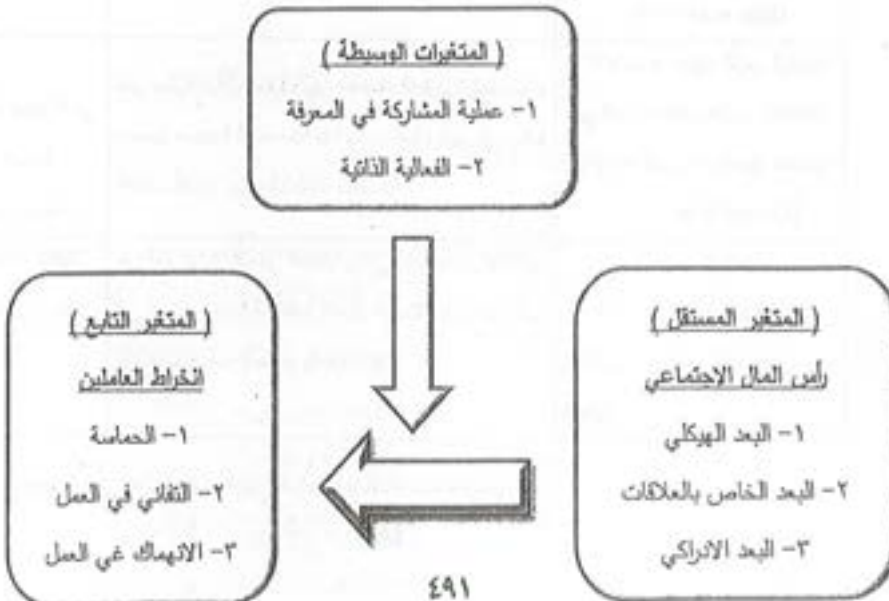 ( المتغيرات الوسيطة )
١- عملية المشاركة في المعرفة
٢- الفعالية الذاتية
( المتغير المستقل )
رأس المال الإجتماعي
١- البعد الهيكلي
٢- البعد الخاص بالعلاقات
٣- البعد الادراكي
( المتغير التابع )
انخراط العاملين
١- الحماسة
٢- التفاني في العمل
٣- الانهماك غي العمل
٤٩١